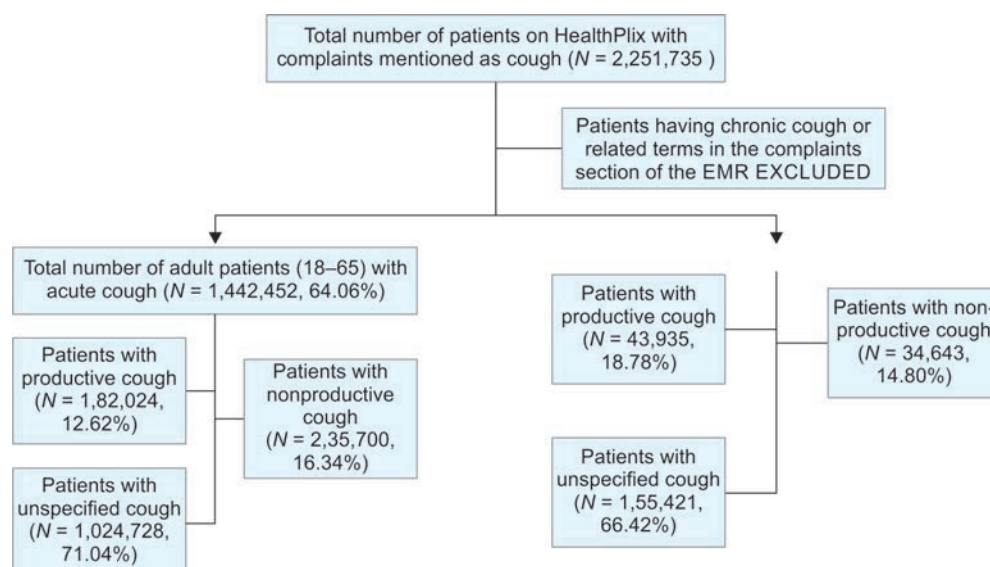 Total number of patients on HealthPlix with
complaints mentioned as cough (N = 2,251,735 )
Patients having chronic cough or
related terms in the complaints
section of the EMR EXCLUDED
Total number of adult patients (18–65) with
acute cough (N = 1,442,452, 64.06%)
Patients with
productive cough
(N = 1,82,024,
12.62%)
Patients with
nonproductive
cough
(N = 2,35,700,
16.34%)
Patients with
unspecified cough
(N = 1,024,728,
71.04%)
Patients with
productive cough
(N = 43,935,
18.78%)
Patients with non-
productive cough
(N = 34,643,
14.80%)
Patients with
unspecified cough
(N = 1,55,421,
66.42%)